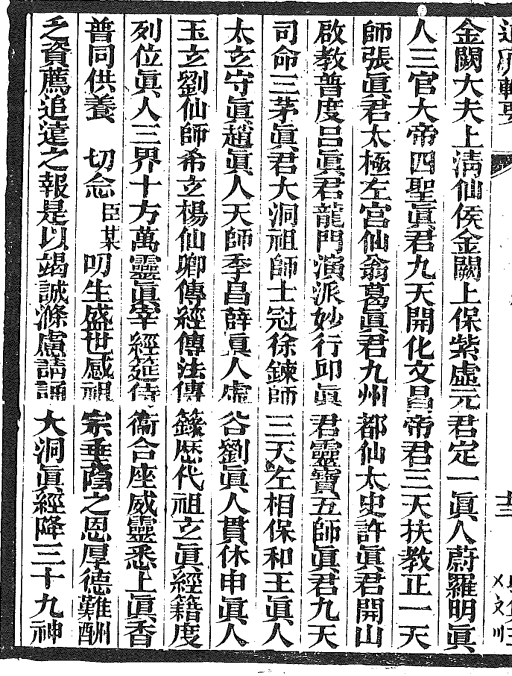 道藏輯要
金闕大夫上清仙侯金闕上保紫虛元君定一眞人蔚羅明眞
人三官大帝四聖眞君九天開化文昌帝君三天扶教正一天
師張眞君太極左宮仙翁葛眞君九州都仙太史許眞君開山
啟教普度呂眞君龍門演派妙行邱眞君靈寶五師眞君九天
司命三茅眞君大洞祖師士冠徐鍊師三天左相保和王眞人
太玄守眞趙眞人天師季昌薛眞人虛谷劉眞人貫休申眞人
玉玄劉仙師希玄楊仙卿傳經傳法傳籙歷代祖玄眞經籍度
列位眞人三界十方萬靈眞宰 經筵侍衞合座威靈悉上眞香
普同供養 切念臣某叨生盛世感祖宗垂蔭之恩厚德難酬
乏資薦追遠之報是以竭誠滌慮請誦大洞眞經降三十九神